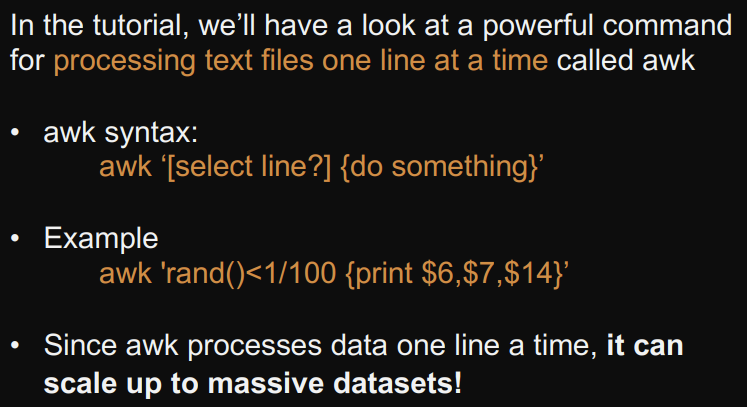 In the tutorial, we’ll have a look at a powerful command
for processing text files one line at a time called awk
• awk syntax:
awk ‘[select line?] {do something}’
• Example
awk 'rand()<1/100 {print $6,$7,$14}’
• Since awk processes data one line a time, it can
scale up to massive datasets!